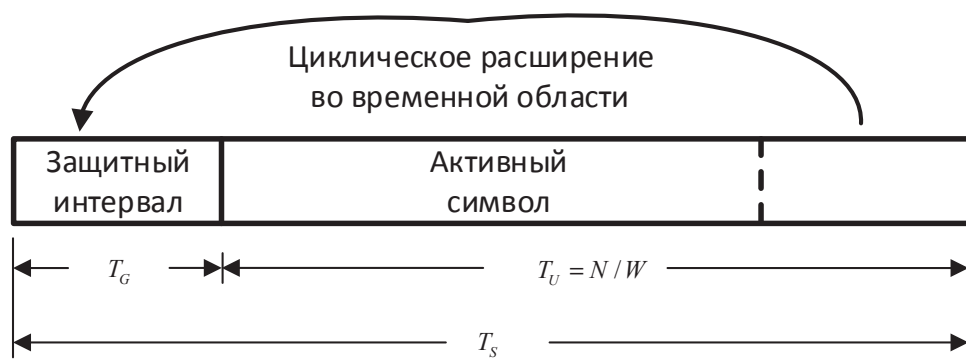 Циклическое расширение
во временной области
Защитный
интервал
Активный
символ
T_G
T_U = N / W
T_S